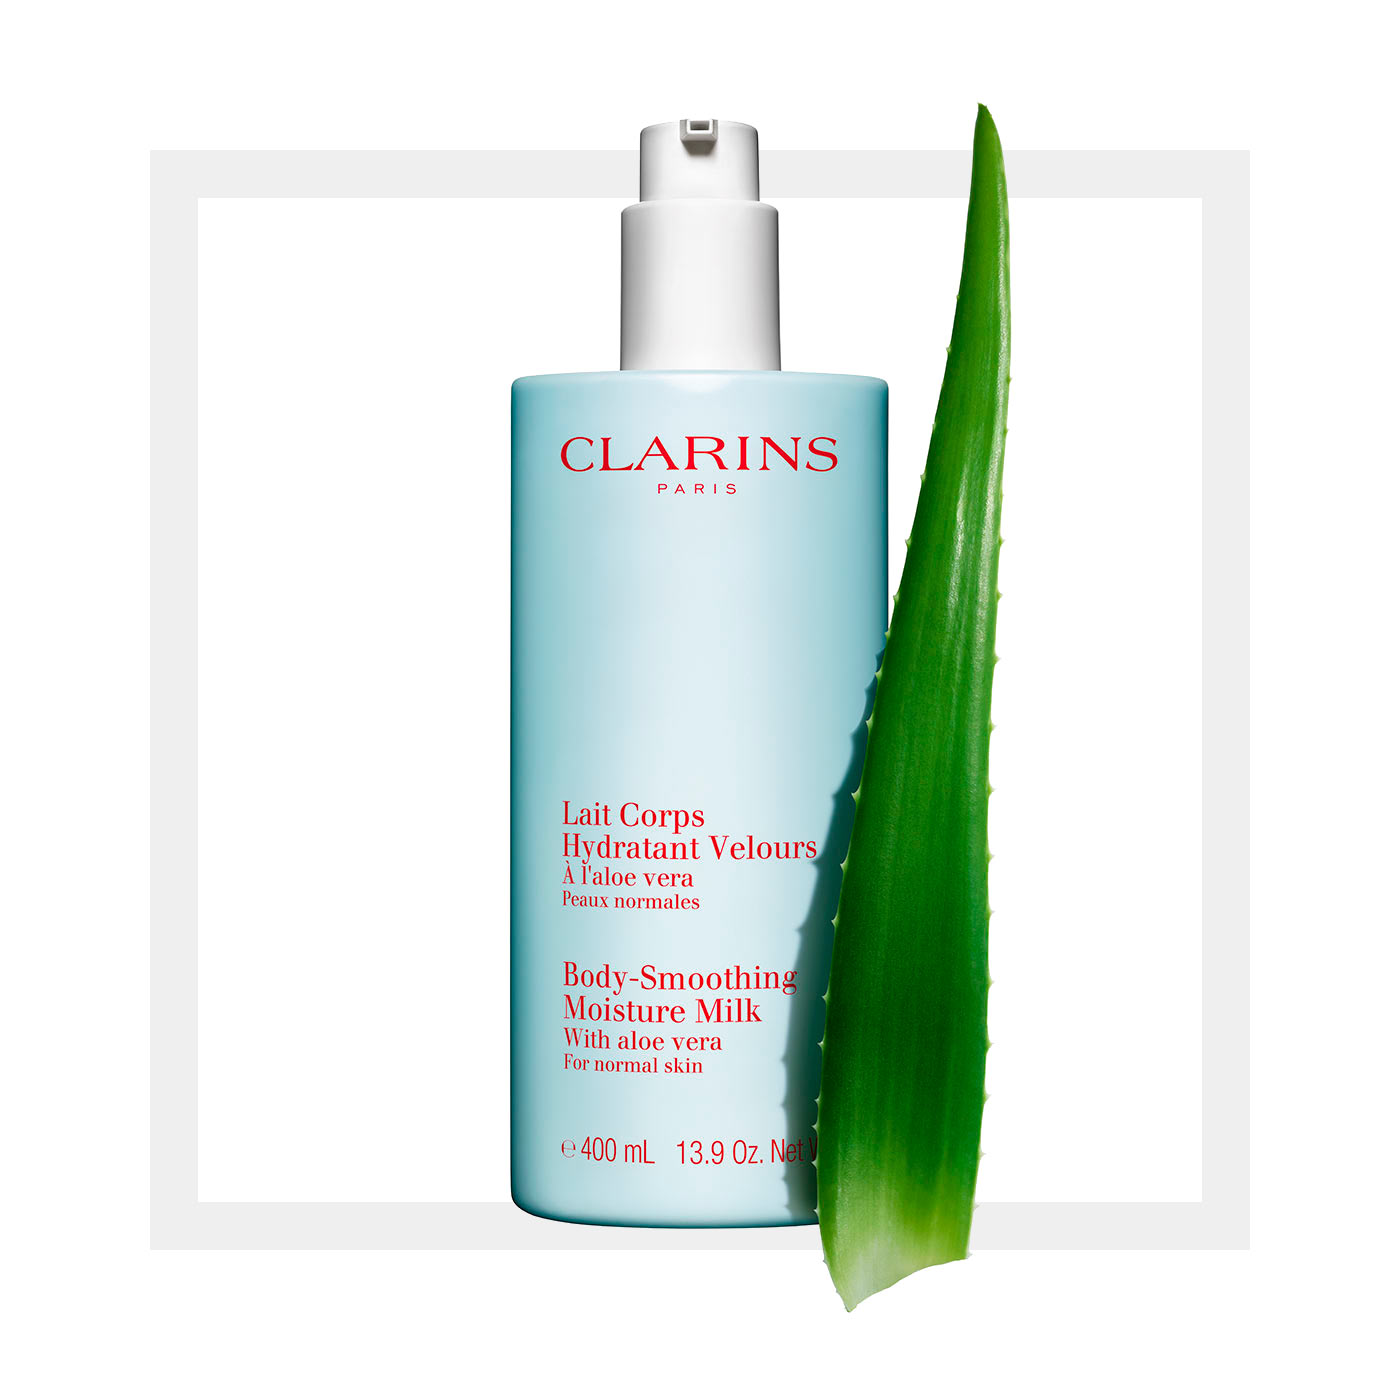 CLARINS
PARIS
Lait Corps
Hydratant Velours
À l'aloe vera
Peaux normales
Body-Smoothing
Moisture Milk
With aloe vera
For normal skin
℮ 400 mL 13.9 Oz. Net